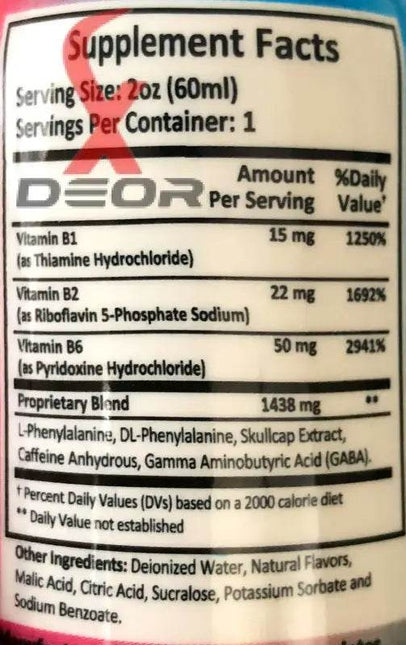 Supplement Facts
Serving Size: 2oz (60ml)
Servings Per Container: 1
DEOR
Amount Per Serving %Daily Value†
Vitamin B1 15 mg 1250%
(as Thiamine Hydrochloride)
Vitamin B2 22 mg 1692%
(as Riboflavin 5-Phosphate Sodium)
Vitamin B6 50 mg 2941%
(as Pyridoxine Hydrochloride)
Proprietary Blend 1438 mg **
L-Phenylalanine, DL-Phenylalanine, Skullcap Extract,
Caffeine Anhydrous, Gamma Aminobutyric Acid (GABA).
† Percent Daily Values (DVs) based on a 2000 calorie diet
** Daily Value not established
Other Ingredients: Deionized Water, Natural Flavors,
Malic Acid, Citric Acid, Sucralose, Potassium Sorbate and
Sodium Benzoate.